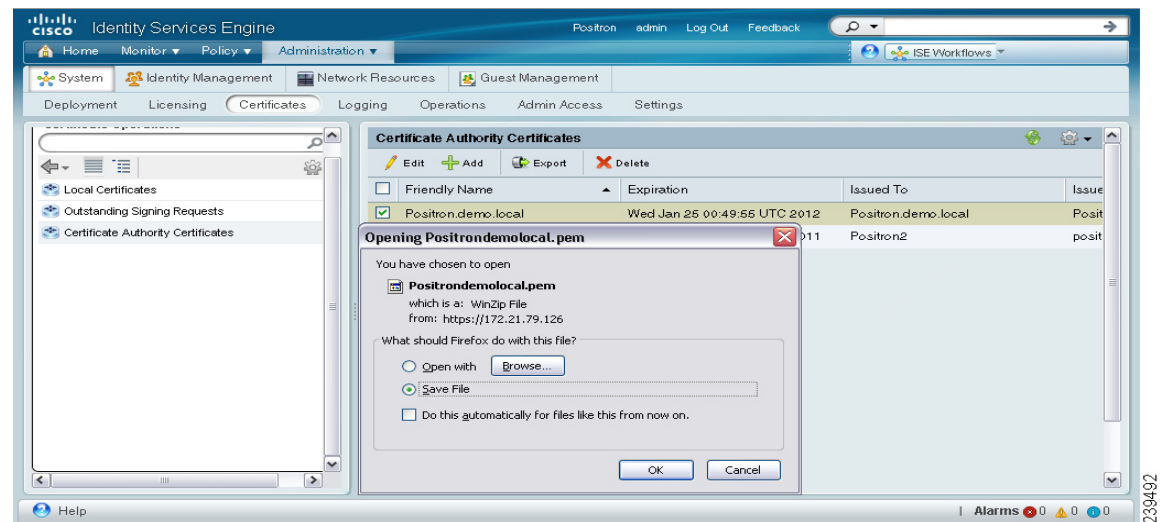 CISCO Identity Services Engine
Positron admin Log Out Feedback
Home Monitor Policy Administration
ISE Workflows
System Identity Management Network Resources Guest Management
Deployment Licensing Certificates Logging Operations Admin Access Settings
Local Certificates
Outstanding Signing Requests
Certificate Authority Certificates
Certificate Authority Certificates
Edit Add Export Delete
Friendly Name Expiration Issued To Issue
Positron.demo.local Wed Jan 25 00:49:55 UTC 2012 Positron.demo.local Posit
011 Positron2 posit
Opening Positrondemolocal.pem
You have chosen to open
Positrondemolocal.pem
which is a: WinZip File
from: https://172.21.79.126
What should Firefox do with this file?
Open with Browse...
Save File
Do this automatically for files like this from now on.
OK Cancel
Help
Alarms 0 0 0
239492